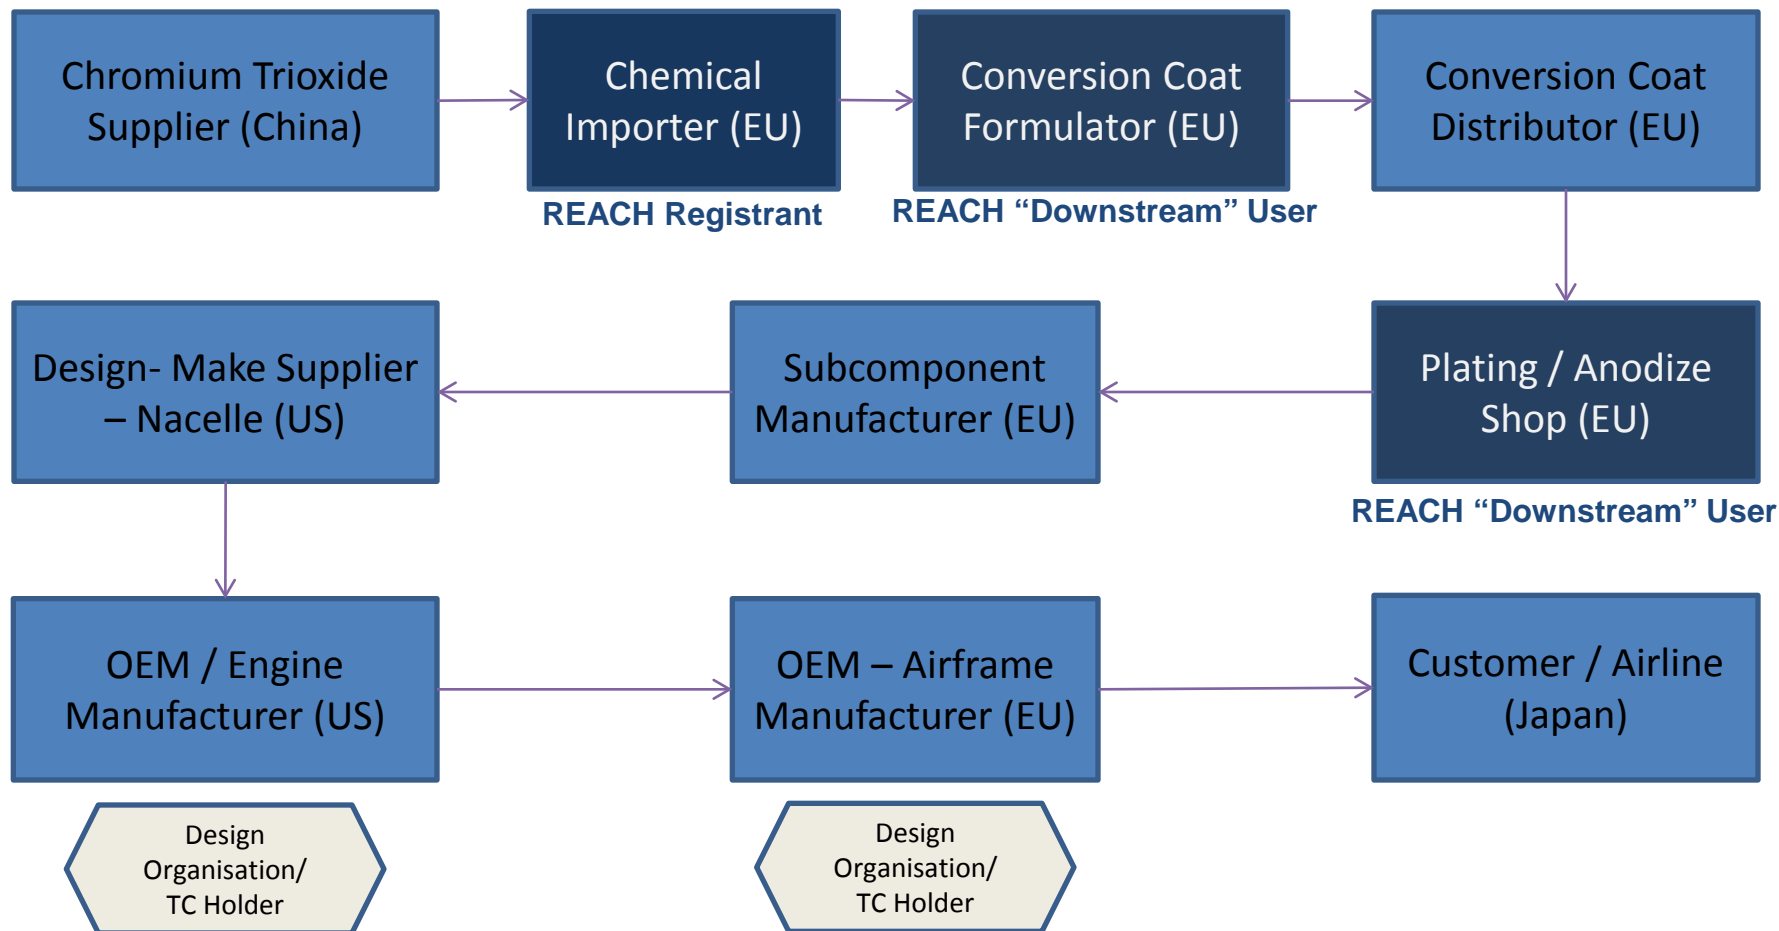 Chromium Trioxide
Supplier (China)
Chemical
Importer (EU)
Conversion Coat
Formulator (EU)
Conversion Coat
Distributor (EU)
REACH Registrant
REACH “Downstream” User
Design- Make Supplier
– Nacelle (US)
Subcomponent
Manufacturer (EU)
Plating / Anodize
Shop (EU)
REACH “Downstream” User
OEM / Engine
Manufacturer (US)
OEM – Airframe
Manufacturer (EU)
Customer / Airline
(Japan)
Design
Organisation/
TC Holder
Design
Organisation/
TC Holder